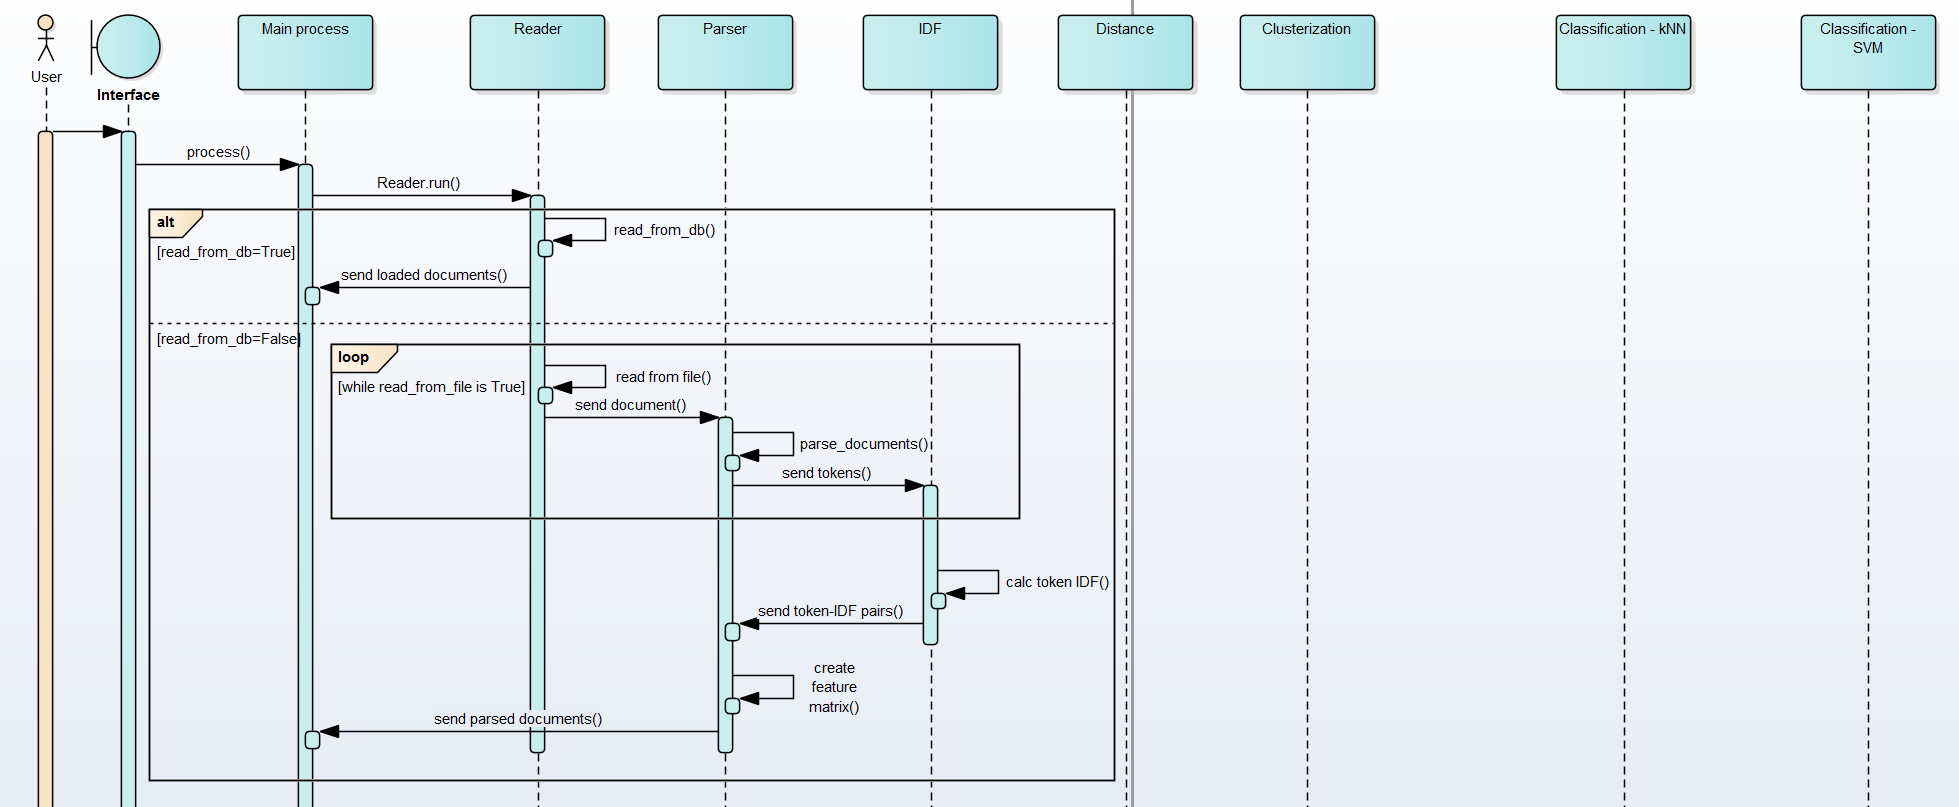 User
Interface
Main process
Reader
Parser
IDF
Distance
Clusterization
Classification - kNN
Classification -
SVM
process()
Reader.run()
alt
[read_from_db=True]
read_from_db()
send loaded documents()
[read_from_db=False]
loop
[while read_from_file is True]
read from file()
send document()
parse_documents()
send tokens()
calc token IDF()
send token-IDF pairs()
create
feature
matrix()
send parsed documents()